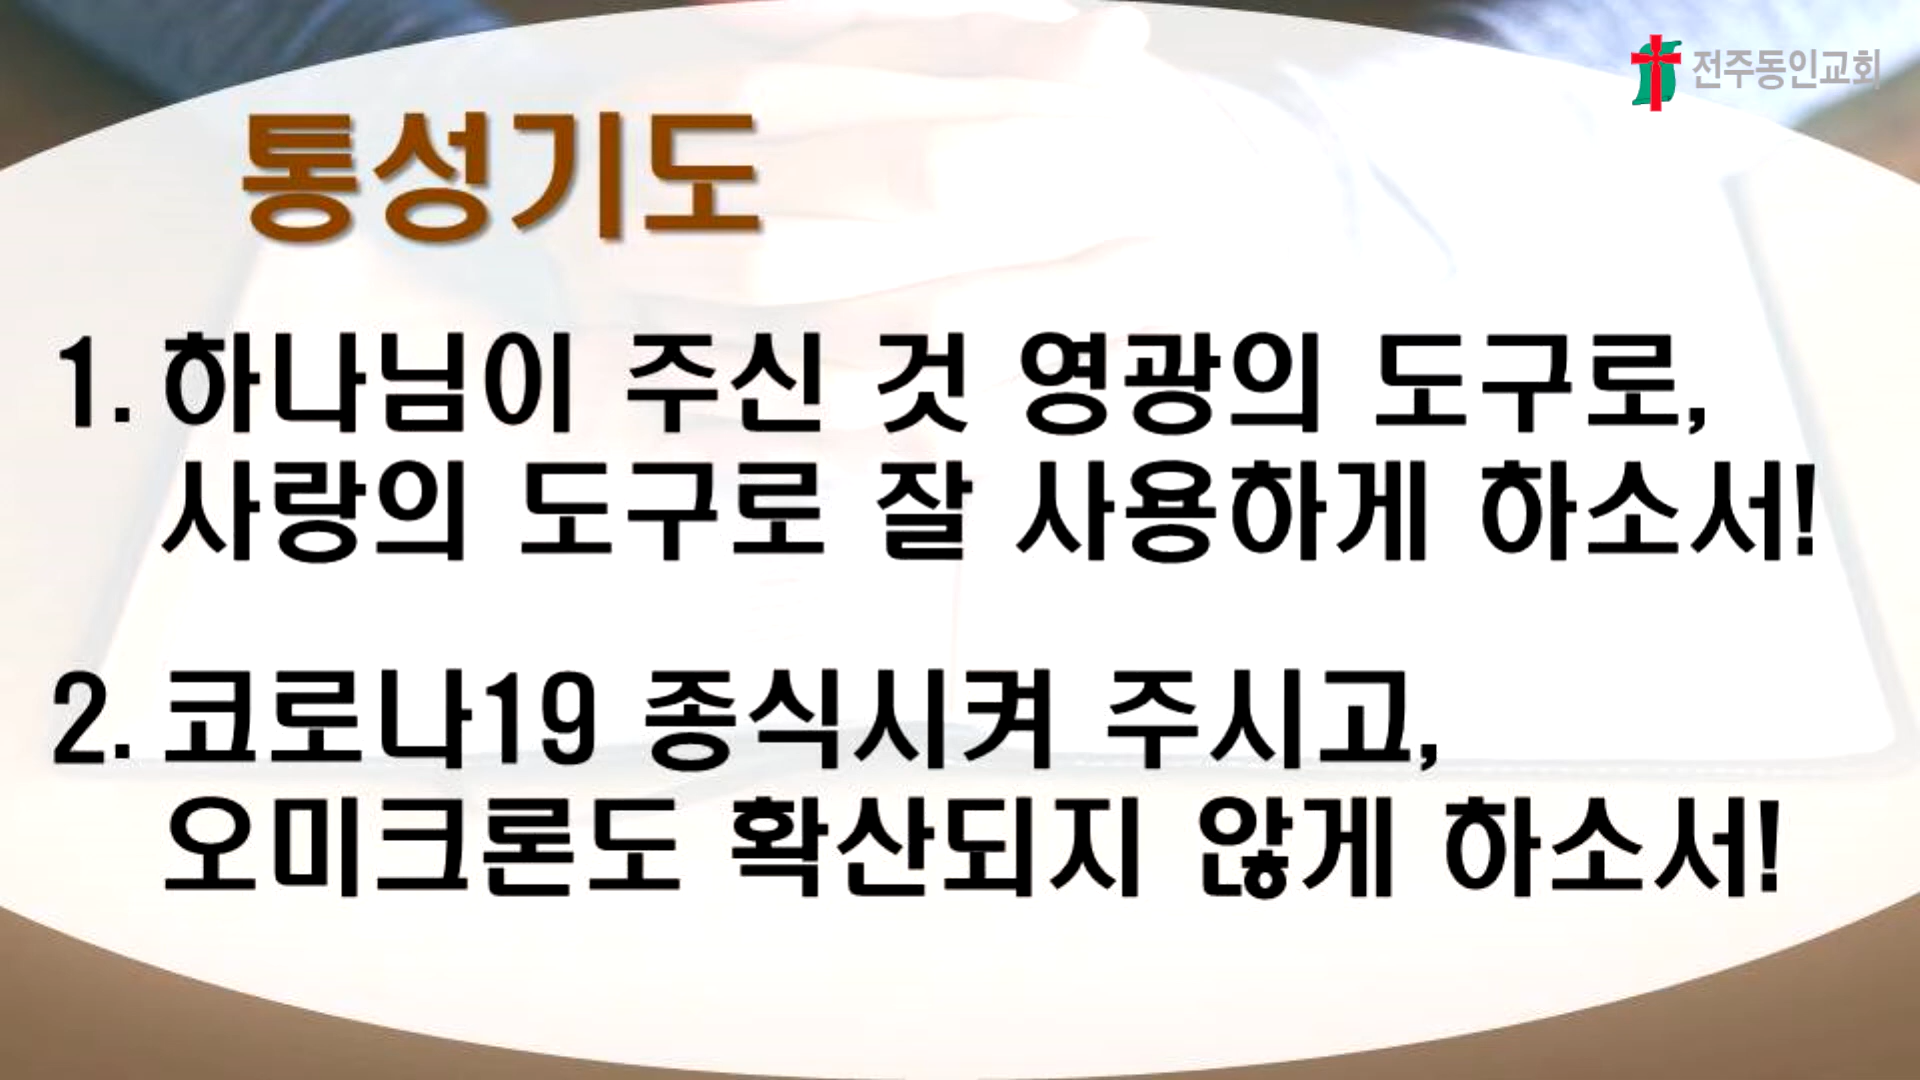 전주동인교회
통성기도
1. 하나님이 주신 것 영광의 도구로,
사랑의 도구로 잘 사용하게 하소서!
2. 코로나19 종식시켜 주시고,
오미크론도 확산되지 않게 하소서!